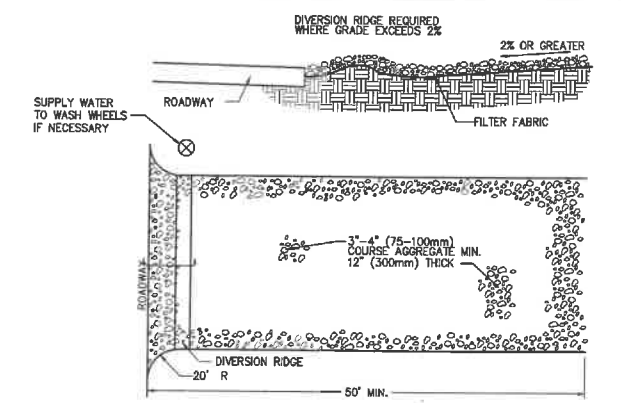 DIVERSION RIDGE REQUIRED
WHERE GRADE EXCEEDS 2%
2% OR GREATER
ROADWAY
FILTER FABRIC
SUPPLY WATER
TO WASH WHEELS
IF NECESSARY
3"-4" (75-100mm)
COURSE AGGREGATE MIN.
12" (300mm) THICK
ROADWAY
DIVERSION RIDGE
20' R
50' MIN.